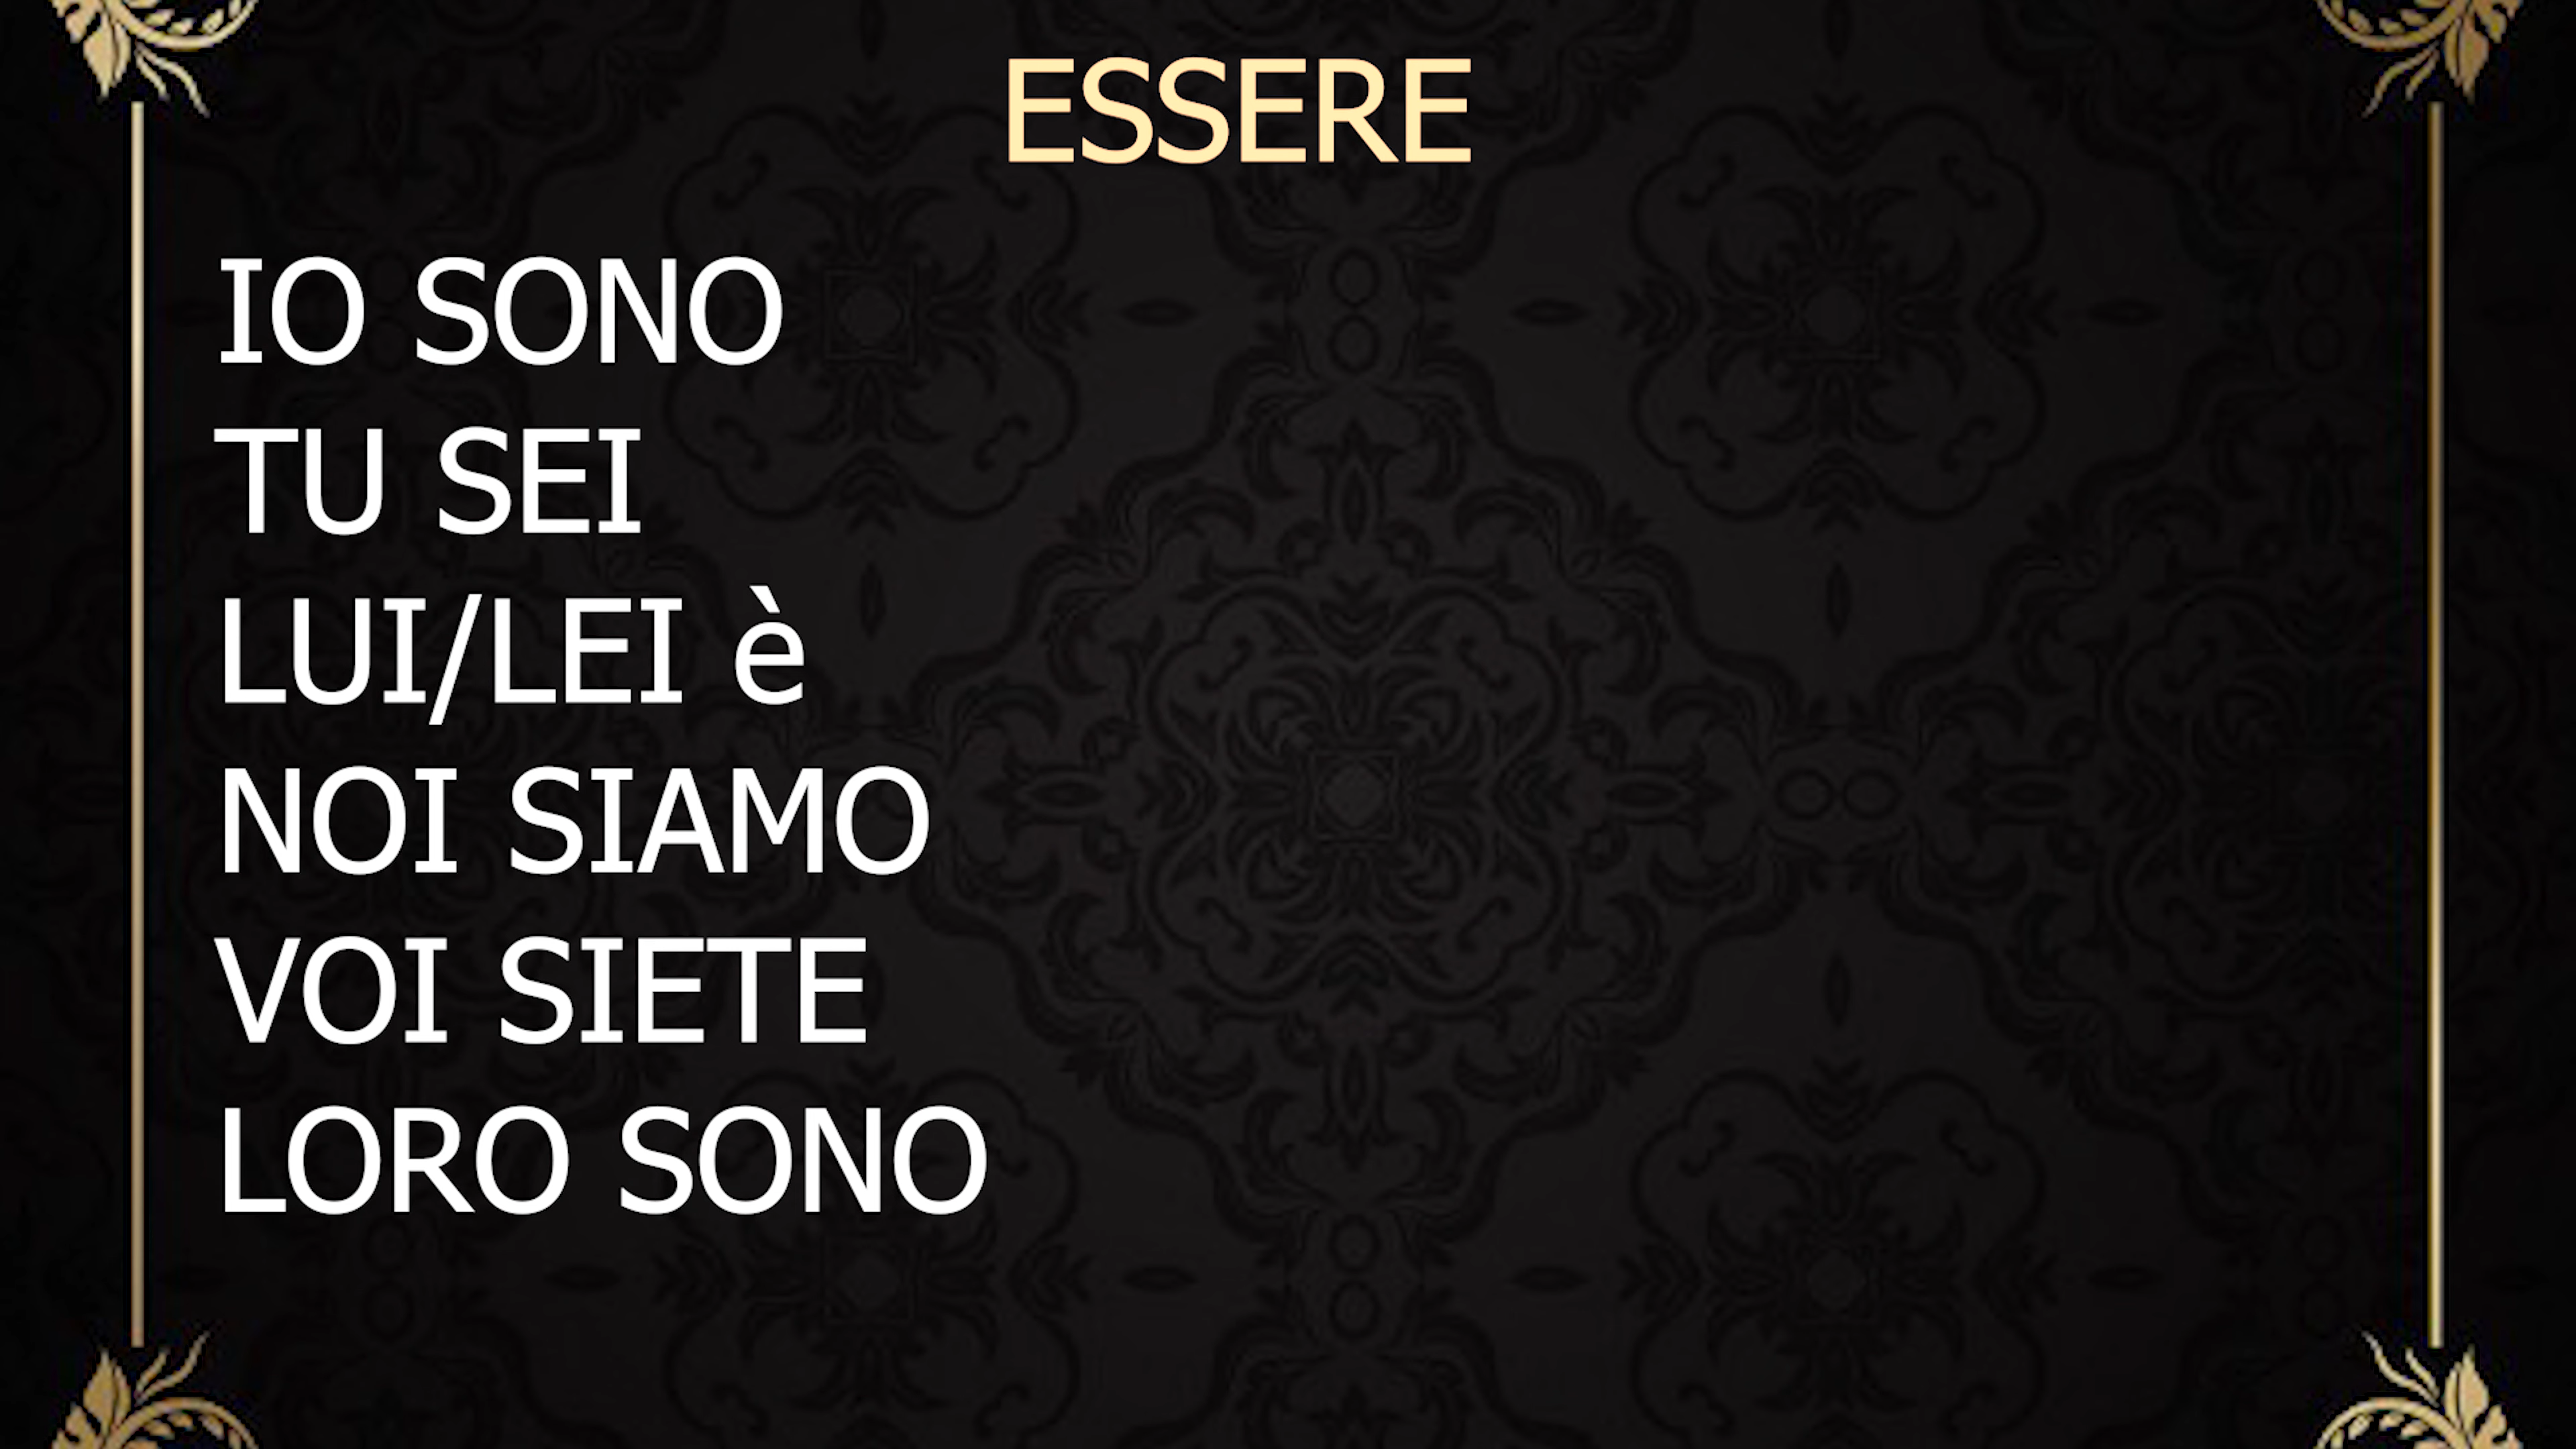 ESSERE
IO SONO
TU SEI
LUI/LEI è
NOI SIAMO
VOI SIETE
LORO SONO